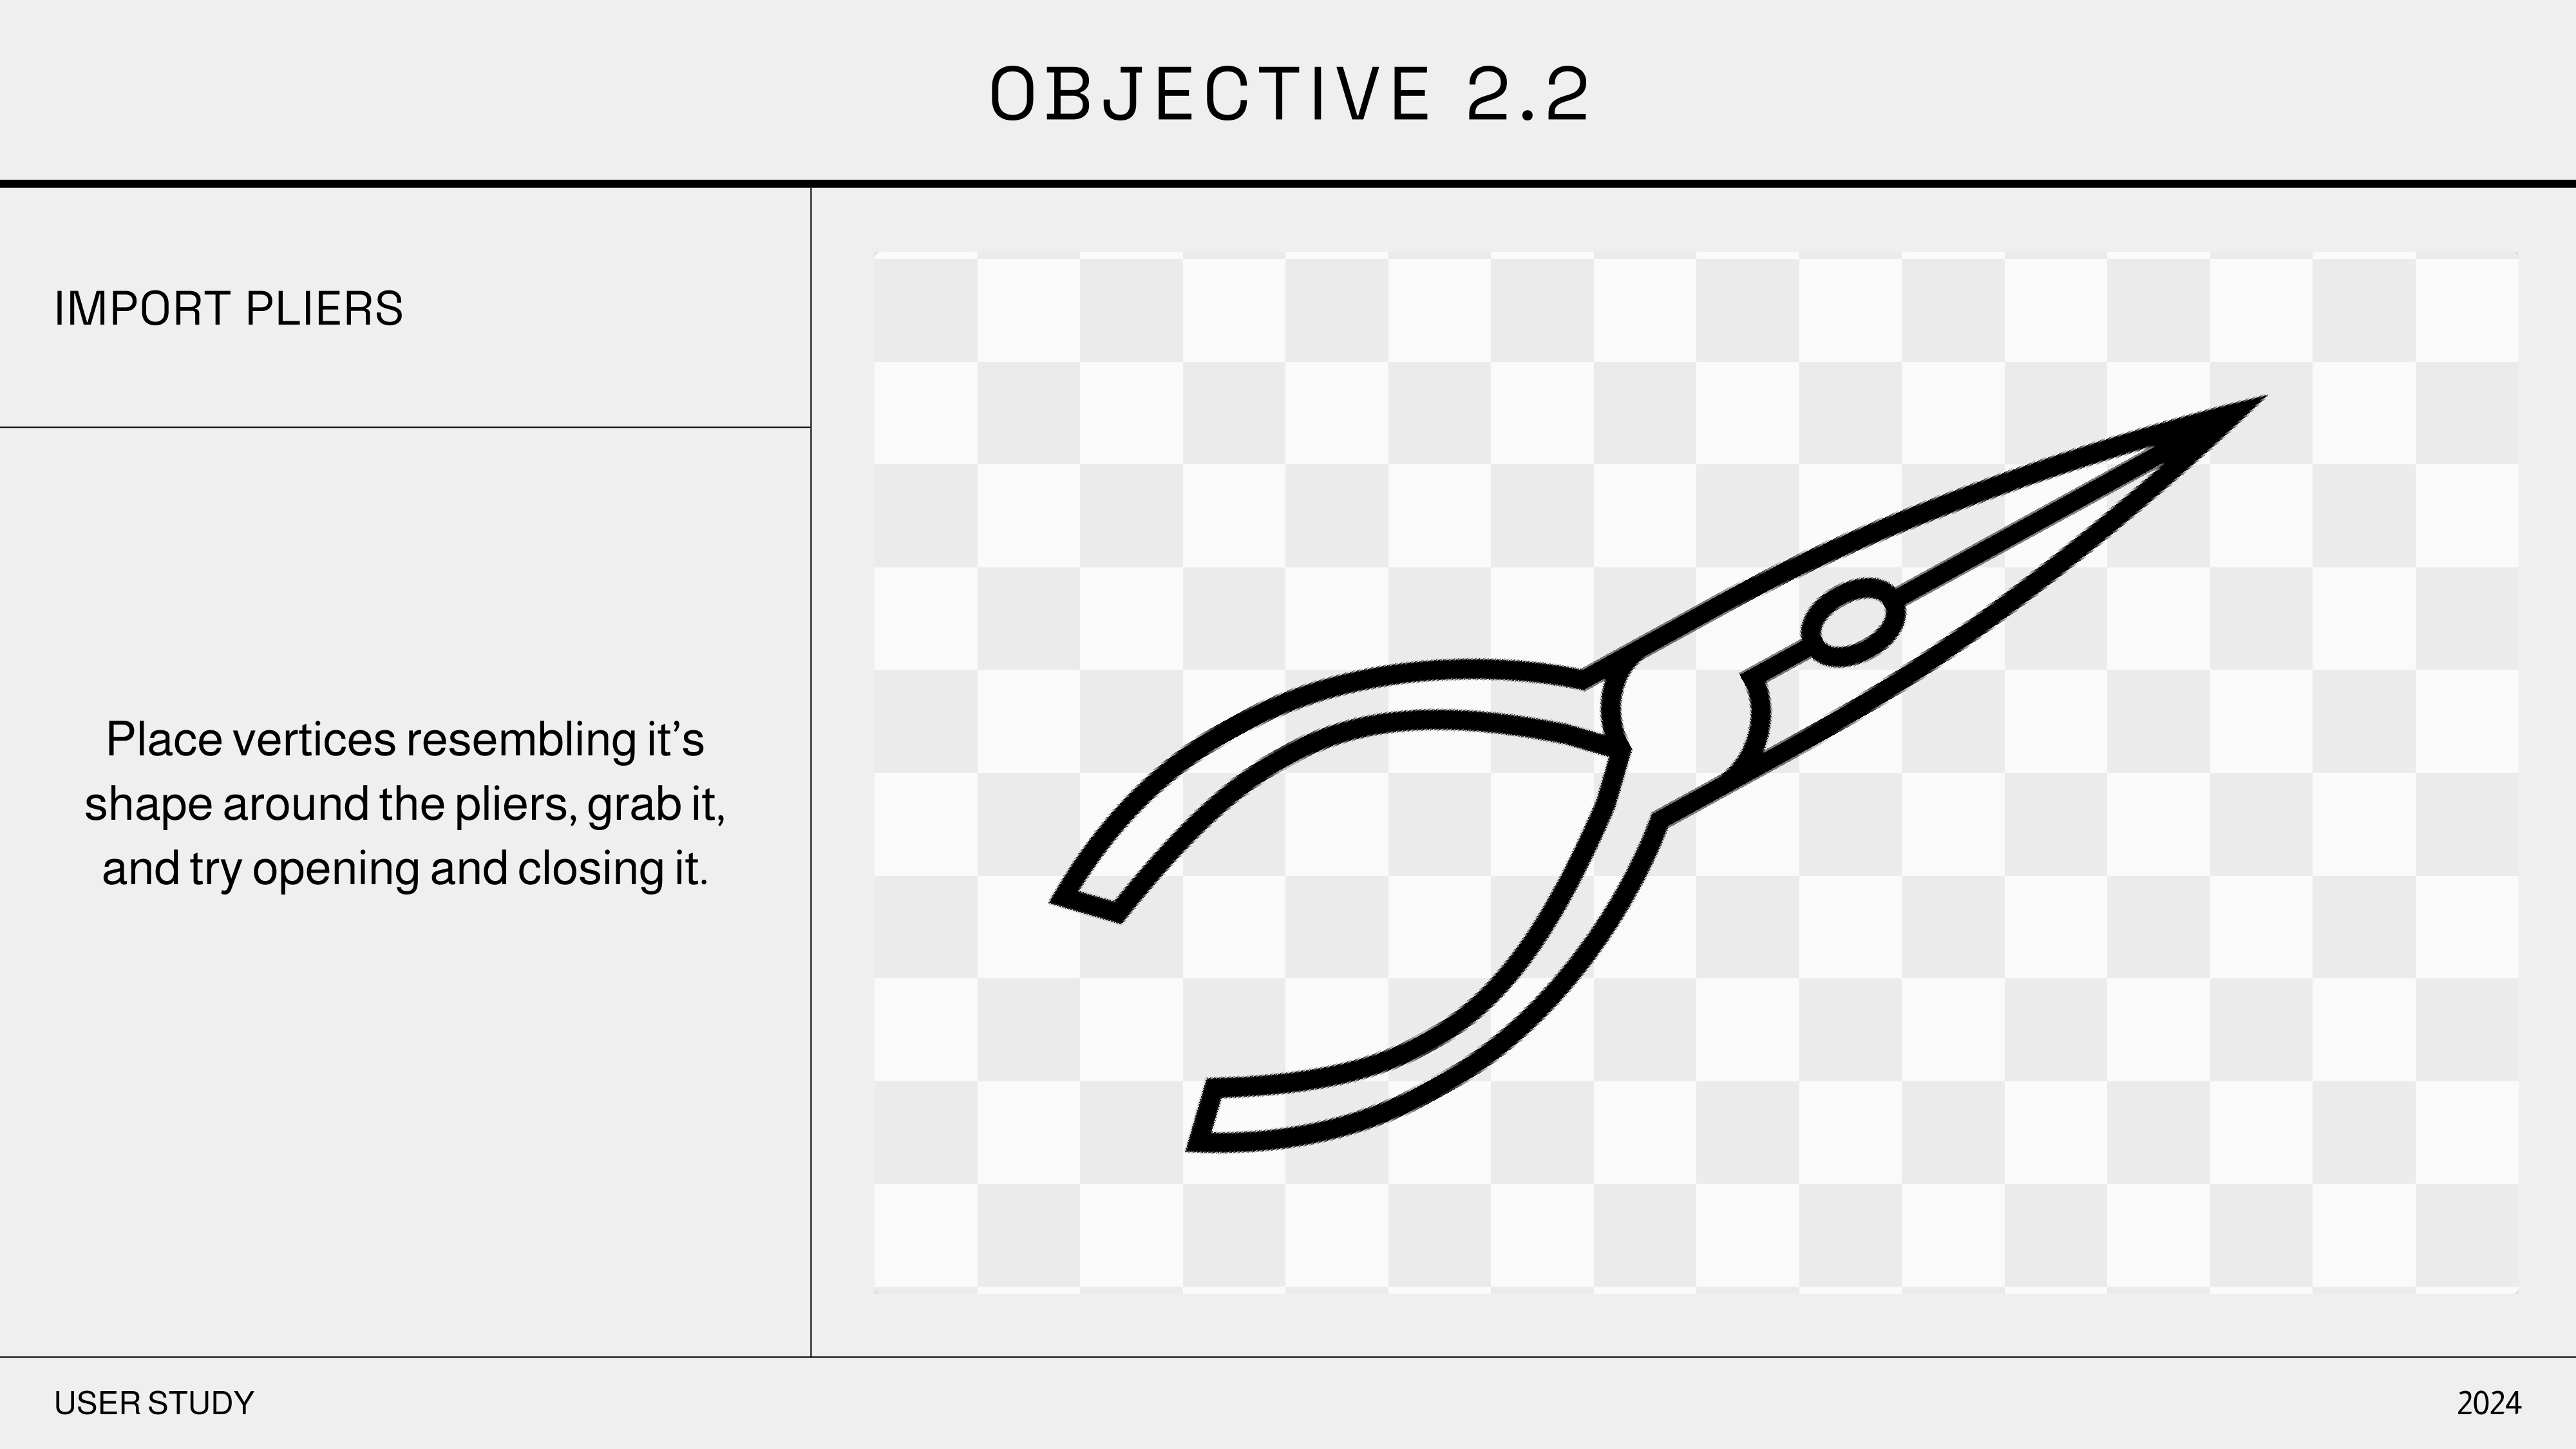 OBJECTIVE 2.2
IMPORT PLIERS
Place vertices resembling it’s
shape around the pliers, grab it,
and try opening and closing it.
USER STUDY
2024